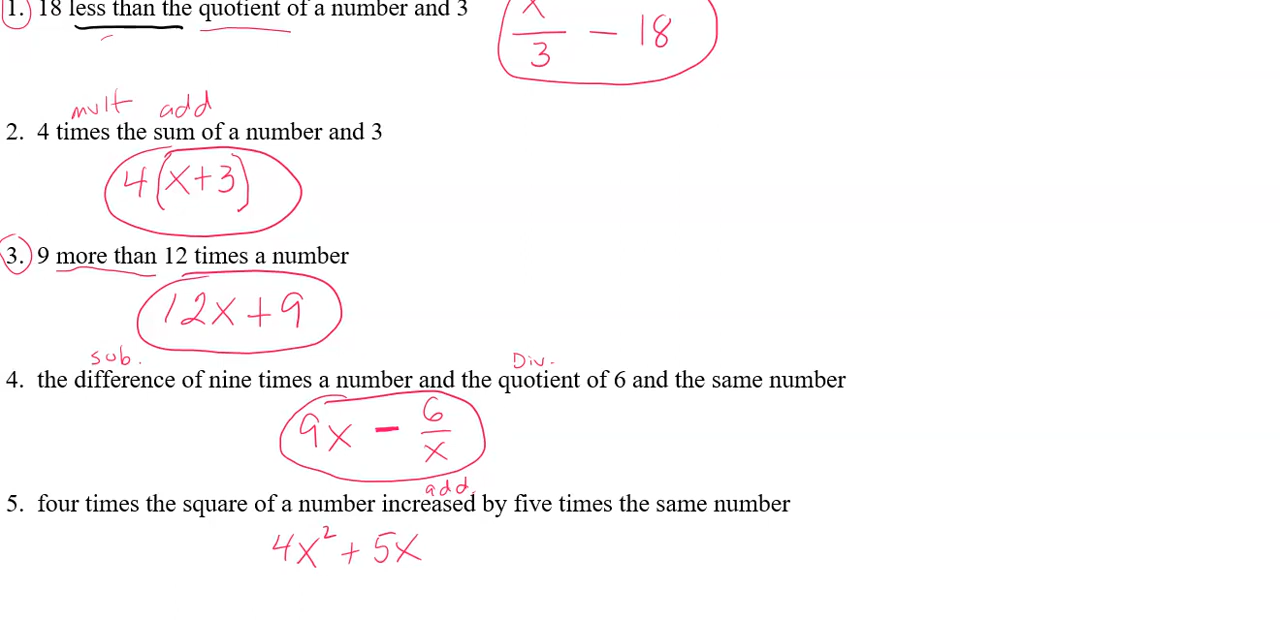 1. 18 less than the quotient of a number and 3
x/3 - 18
mult add
2. 4 times the sum of a number and 3
4(x+3)
3. 9 more than 12 times a number
12x+9
sub. Div.
4. the difference of nine times a number and the quotient of 6 and the same number
9x - 6/x
add
5. four times the square of a number increased by five times the same number
4x² + 5x